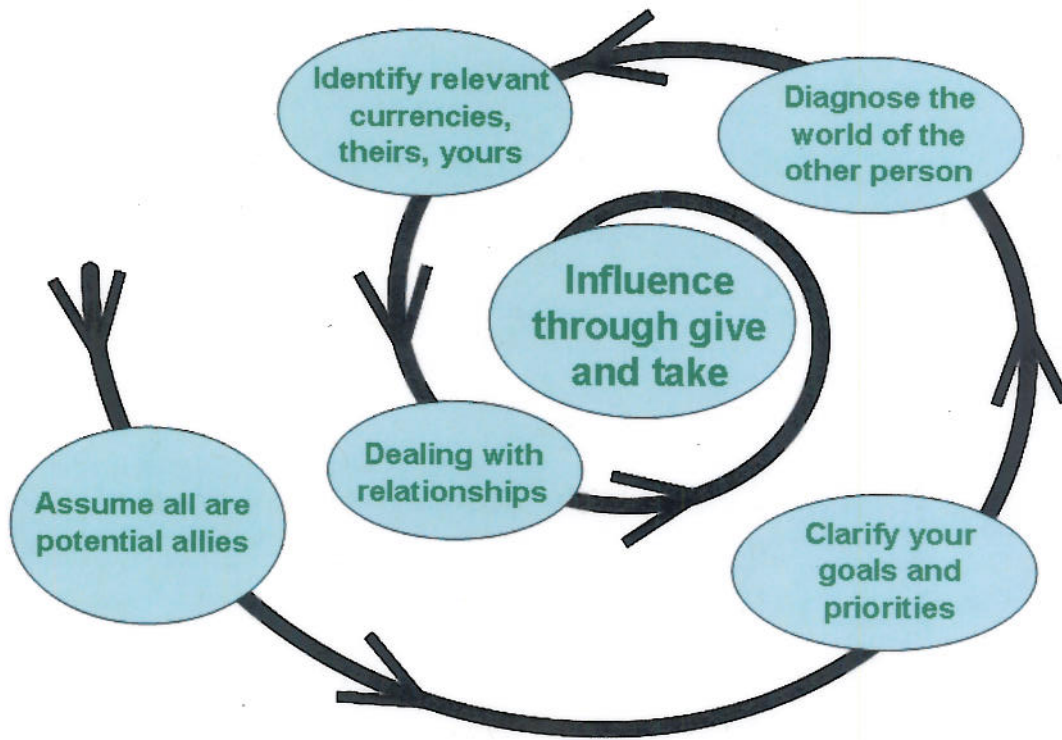 Assume all are
potential allies
Clarify your
goals and
priorities
Diagnose the
world of the
other person
Identify relevant
currencies,
theirs, yours
Dealing with
relationships
Influence
through give
and take